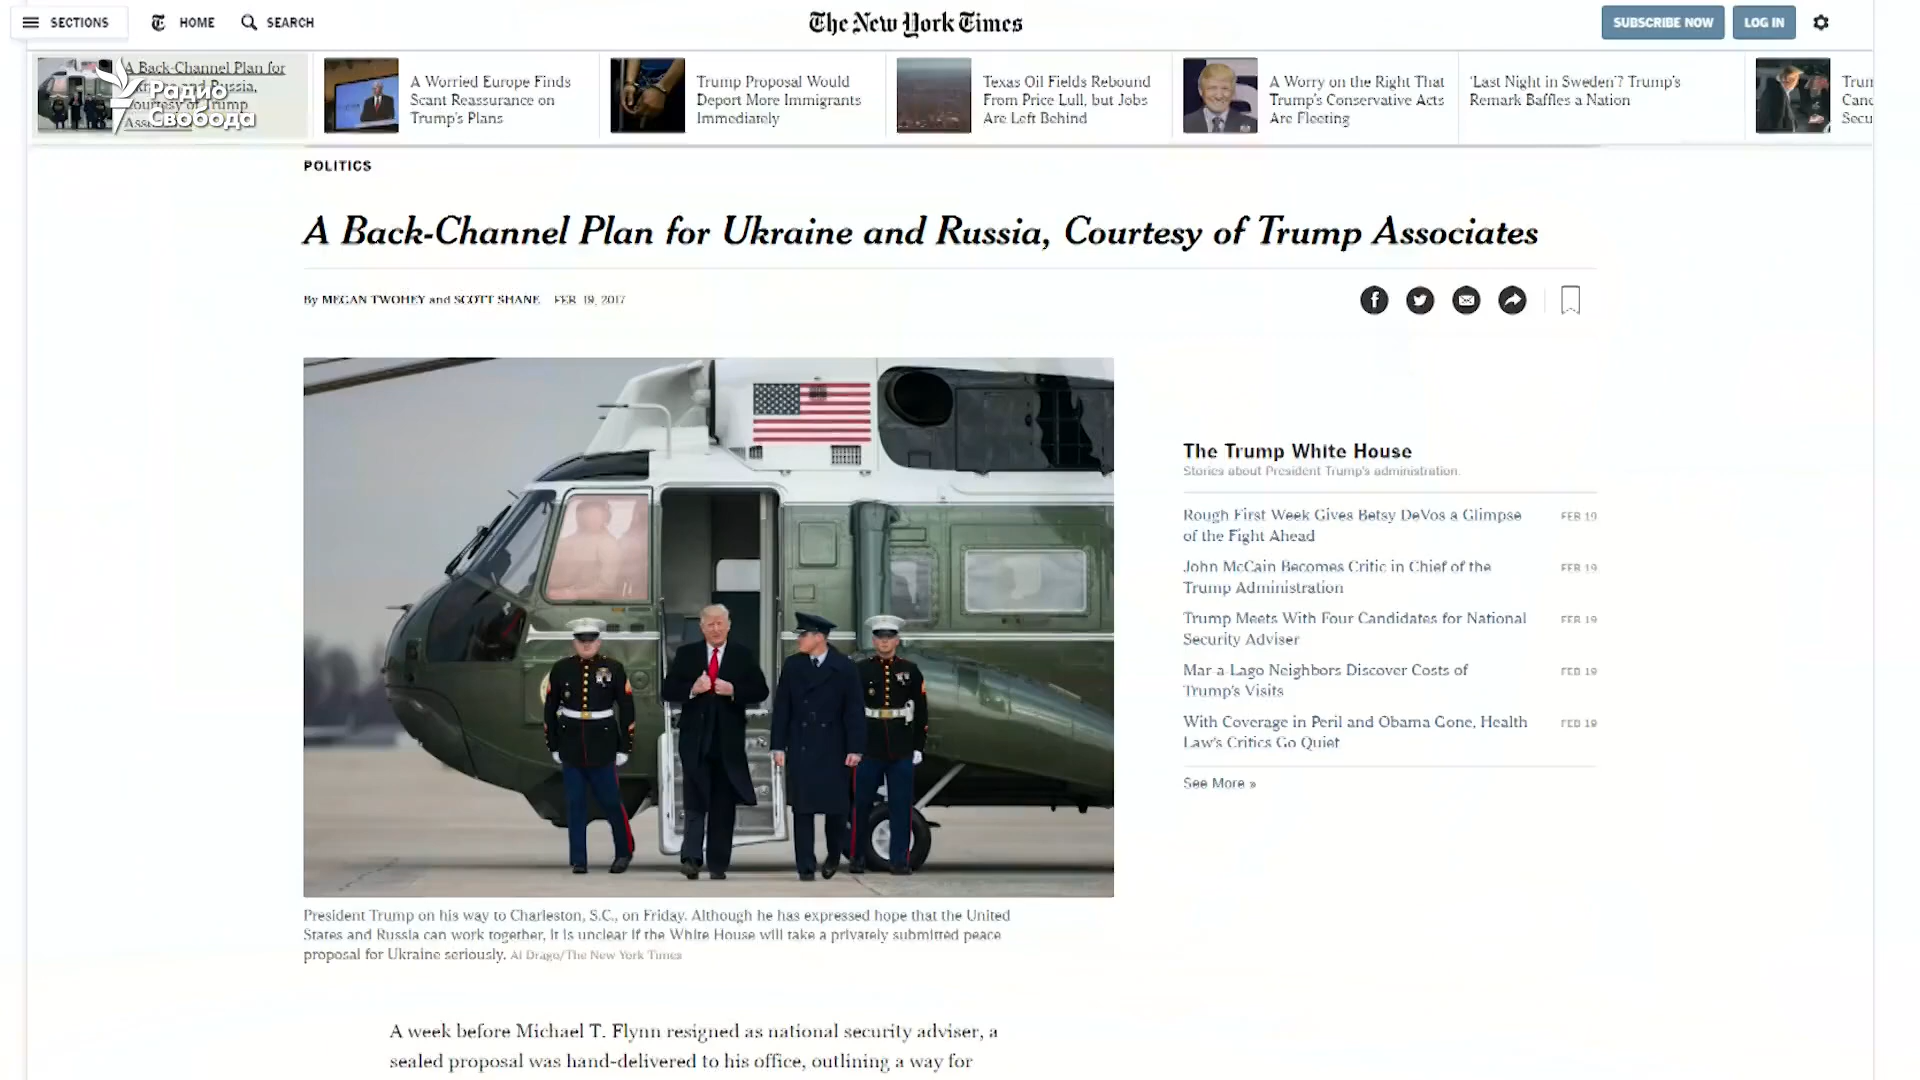 SECTIONS
HOME
SEARCH
The New York Times
SUBSCRIBE NOW
LOG IN
A Back-Channel Plan for
Russia,
Courtesy of Trump
Радио
Свобода
A Worried Europe Finds
Scant Reassurance on
Trump's Plans
Trump Proposal Would
Deport More Immigrants
Immediately
Texas Oil Fields Rebound
From Price Lull, but Jobs
Are Left Behind
A Worry on the Right That
Trump's Conservative Acts
Are Fleeting
'Last Night in Sweden'? Trump's
Remark Baffles a Nation
POLITICS
A Back-Channel Plan for Ukraine and Russia, Courtesy of Trump Associates
By MEGAN TWOHEY and SCOTT SHANE FEB. 19, 2017
The Trump White House
Stories about President Trump's administration.
Rough First Week Gives Betsy DeVos a Glimpse
of the Fight Ahead
FEB 19
John McCain Becomes Critic in Chief of the
Trump Administration
FEB 19
Trump Meets With Four Candidates for National
Security Adviser
FEB 19
Mar-a-Lago Neighbors Discover Costs of
Trump's Visits
FEB 19
With Coverage in Peril and Obama Gone, Health
Law's Critics Go Quiet
FEB 19
See More »
President Trump on his way to Charleston, S.C., on Friday. Although he has expressed hope that the United
States and Russia can work together, it is unclear if the White House will take a privately submitted peace
proposal for Ukraine seriously. Al Drago/The New York Times
A week before Michael T. Flynn resigned as national security adviser, a
sealed proposal was hand-delivered to his office, outlining a way for